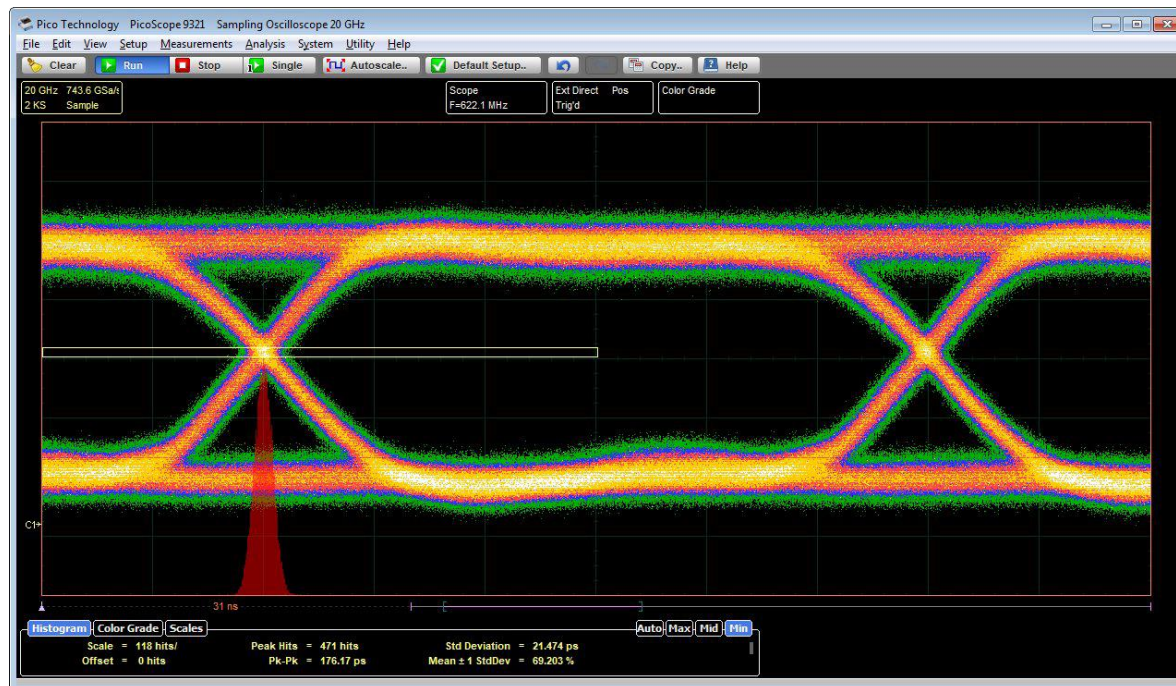 Pico Technology PicoScope 9321 Sampling Oscilloscope 20 GHz
File Edit View Setup Measurements Analysis System Utility Help
Clear Run Stop Single Autoscale.. Default Setup.. Copy.. Help
20 GHz 743.6 GSa/s
2 KS Sample
Scope
F=622.1 MHz
Ext Direct Pos
Trig'd
Color Grade
C1
31 ns
Histogram Color Grade Scales Auto Max Mid Min
Scale = 118 hits/ Peak Hits = 471 hits Std Deviation = 21.474 ps
Offset = 0 hits Pk-Pk = 176.17 ps Mean ± 1 StdDev = 69.203 %